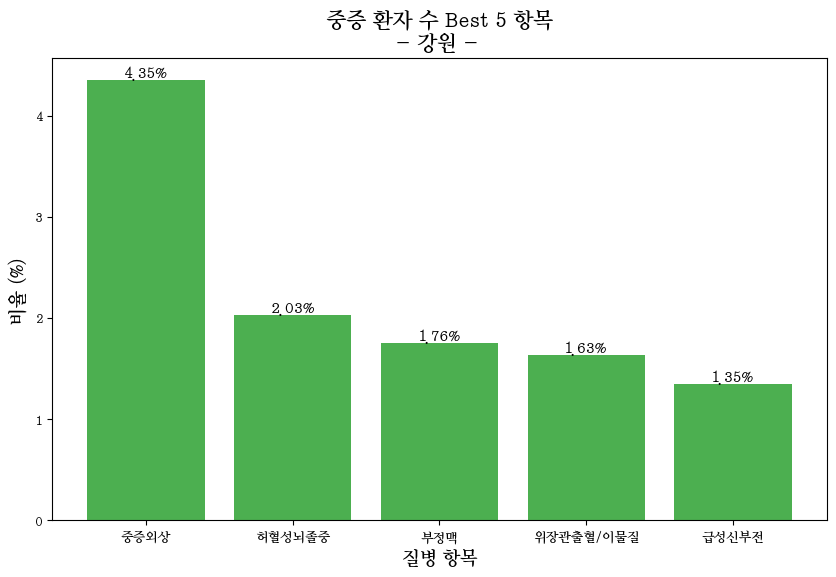 중증 환자 수 Best 5 항목
- 강원 -
비율 (%)
4
3
2
1
0
4.35%
2.03%
1.76%
1.63%
1.35%
중증외상
허혈성뇌졸중
부정맥
위장관출혈/이물질
급성신부전
질병 항목